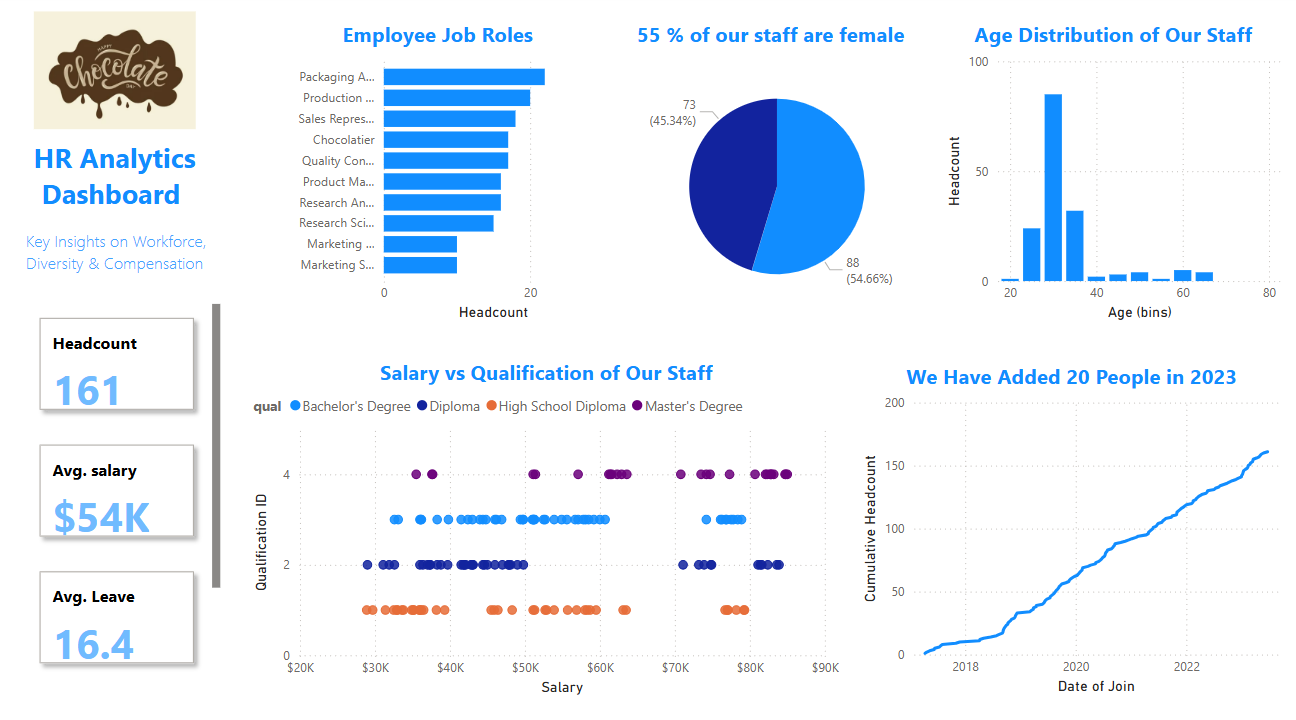 HAPPY
Chocolate
DAY
HR Analytics
Dashboard
Key Insights on Workforce,
Diversity & Compensation
Headcount
161
Avg. salary
$54K
Avg. Leave
16.4
Employee Job Roles
Packaging A...
Production ...
Sales Repres...
Chocolatier
Quality Con...
Product Ma...
Research An...
Research Sci...
Marketing ...
Marketing S...
0 20
Headcount
55 % of our staff are female
73
(45.34%)
88
(54.66%)
Age Distribution of Our Staff
Headcount
100
50
0
20 40 60 80
Age (bins)
Salary vs Qualification of Our Staff
qual Bachelor's Degree Diploma High School Diploma Master's Degree
Qualification ID
4
2
0
$20K $30K $40K $50K $60K $70K $80K $90K
Salary
We Have Added 20 People in 2023
Cumulative Headcount
200
150
100
50
0
2018 2020 2022
Date of Join